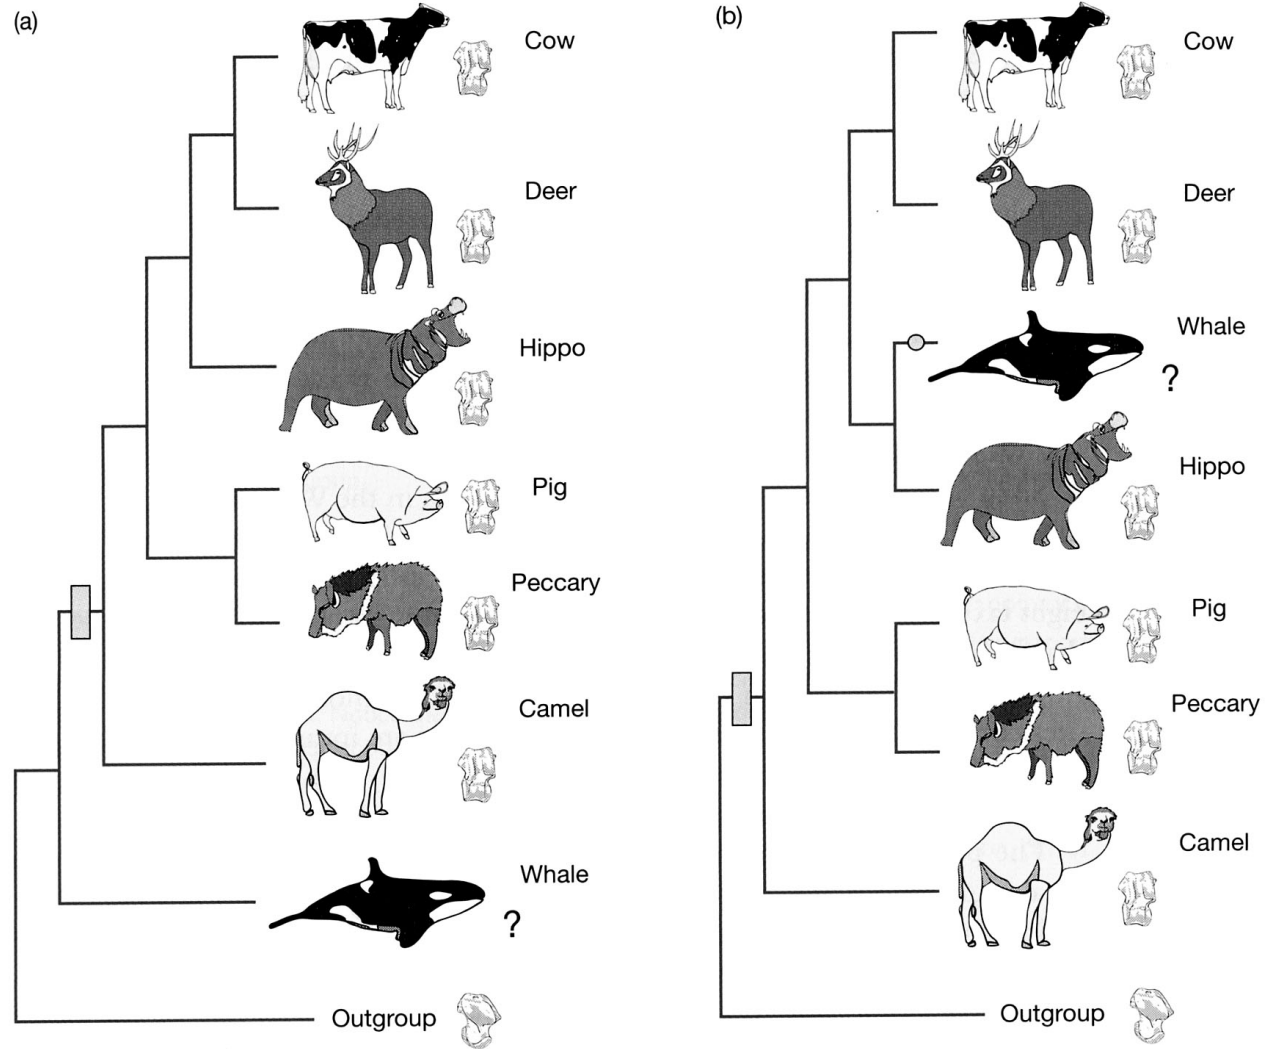 (a)
Cow
Deer
Hippo
Pig
Peccary
Camel
Whale
?
Outgroup
(b)
Cow
Deer
Whale
?
Hippo
Pig
Peccary
Camel
Outgroup